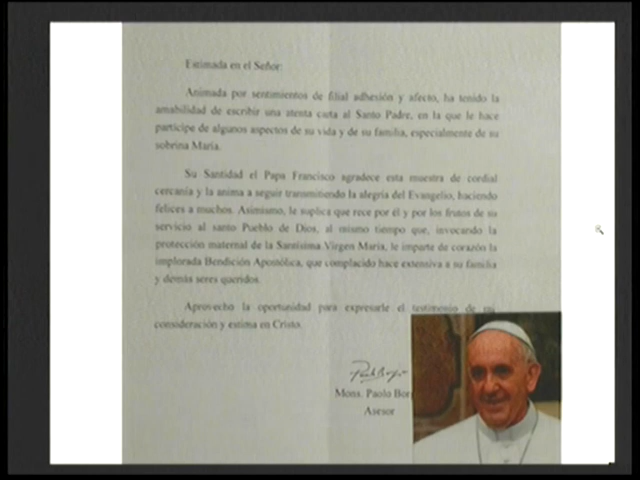 Estimada en el Señor:
Animada por sentimientos de filial adhesión y afecto, ha tenido la
amabilidad de escribir una atenta carta al Santo Padre, en la que le hace
partícipe de algunos aspectos de su vida y de su familia, especialmente de su
sobrina María.
Su Santidad el Papa Francisco agradece esta muestra de cordial
cercanía y la anima a seguir transmitiendo la alegría del Evangelio, haciendo
felices a muchos. Asimismo, le suplica que rece por él y por los frutos de su
servicio al santo Pueblo de Dios, al mismo tiempo que, invocando la
protección maternal de la Santísima Virgen María, le imparte de corazón la
implorada Bendición Apostólica, que complacido hace extensiva a su familia
y demás seres queridos.
Aprovecho la oportunidad para expresarle el testimonio de mi
consideración y estima en Cristo.
Mons. Paolo Bor
Asesor